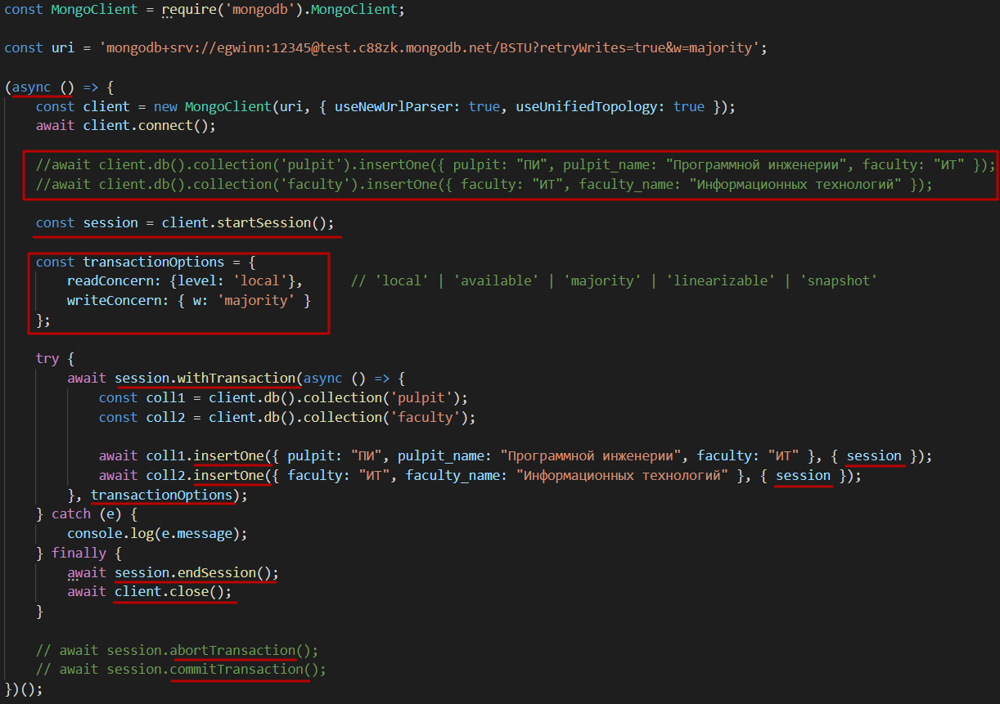 const MongoClient = require('mongodb').MongoClient;
const uri = 'mongodb+srv://egwinn:12345@test.c88zk.mongodb.net/BSTU?retryWrites=true&w=majority';
(async () => {
const client = new MongoClient(uri, { useNewUrlParser: true, useUnifiedTopology: true });
await client.connect();
//await client.db().collection('pulpit').insertOne({ pulpit: "ПИ", pulpit_name: "Программной инженерии", faculty: "ИТ" });
//await client.db().collection('faculty').insertOne({ faculty: "ИТ", faculty_name: "Информационных технологий" });
const session = client.startSession();
const transactionOptions = {
readConcern: {level: 'local'}, // 'local' | 'available' | 'majority' | 'linearizable' | 'snapshot'
writeConcern: { w: 'majority' }
};
try {
await session.withTransaction(async () => {
const coll1 = client.db().collection('pulpit');
const coll2 = client.db().collection('faculty');
await coll1.insertOne({ pulpit: "ПИ", pulpit_name: "Программной инженерии", faculty: "ИТ" }, { session });
await coll2.insertOne({ faculty: "ИТ", faculty_name: "Информационных технологий" }, { session });
}, transactionOptions);
} catch (e) {
console.log(e.message);
} finally {
await session.endSession();
await client.close();
}
// await session.abortTransaction();
// await session.commitTransaction();
})();